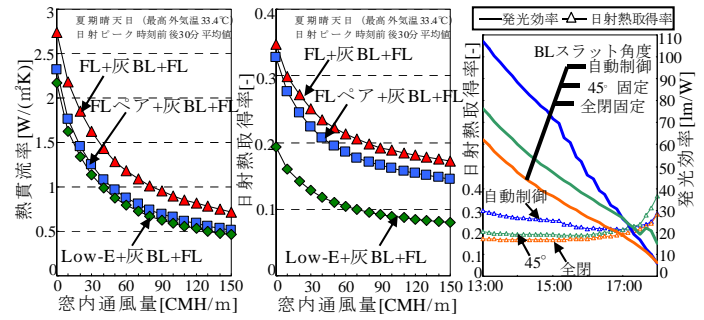 夏期晴天日 (最高外気温33.4℃)
日射ピーク時刻前後30分平均値
熱貫流率[W/(m²K)]
3
2.5
2
1.5
1
0.5
0
FL+灰BL+FL
FLペア+灰BL+FL
Low-E+灰BL+FL
0 30 60 90 120 150
窓内通風量[CMH/m]
夏期晴天日 (最高外気温33.4℃)
日射ピーク時刻前後30分平均値
日射熱取得率[-]
0.4
0.3
0.2
0.1
0
FL+灰BL+FL
FLペア+灰BL+FL
Low-E+灰BL+FL
0 30 60 90 120 150
窓内通風量[CMH/m]
発光効率 日射熱取得率
BLスラット角度
自動制御
45° 固定
全閉固定
日射熱取得率[-]
0.4
0.3
0.2
0.1
0
自動制御
45°
全閉
13:00 15:00 17:00
110
100
90
80
70
60
50
40
30
20
10
0
発光効率[lm/W]